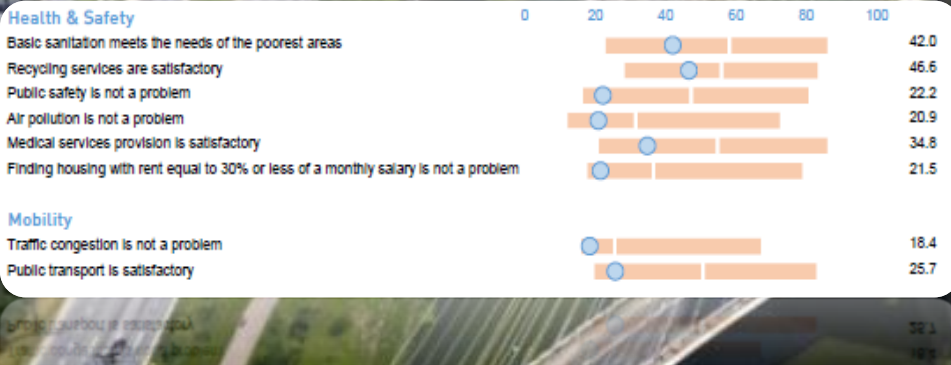 Health & Safety 0 20 40 60 80 100
Basic sanitation meets the needs of the poorest areas 42.0
Recycling services are satisfactory 46.6
Public safety is not a problem 22.2
Air pollution is not a problem 20.9
Medical services provision is satisfactory 34.8
Finding housing with rent equal to 30% or less of a monthly salary is not a problem 21.5
Mobility
Traffic congestion is not a problem 18.4
Public transport is satisfactory 25.7